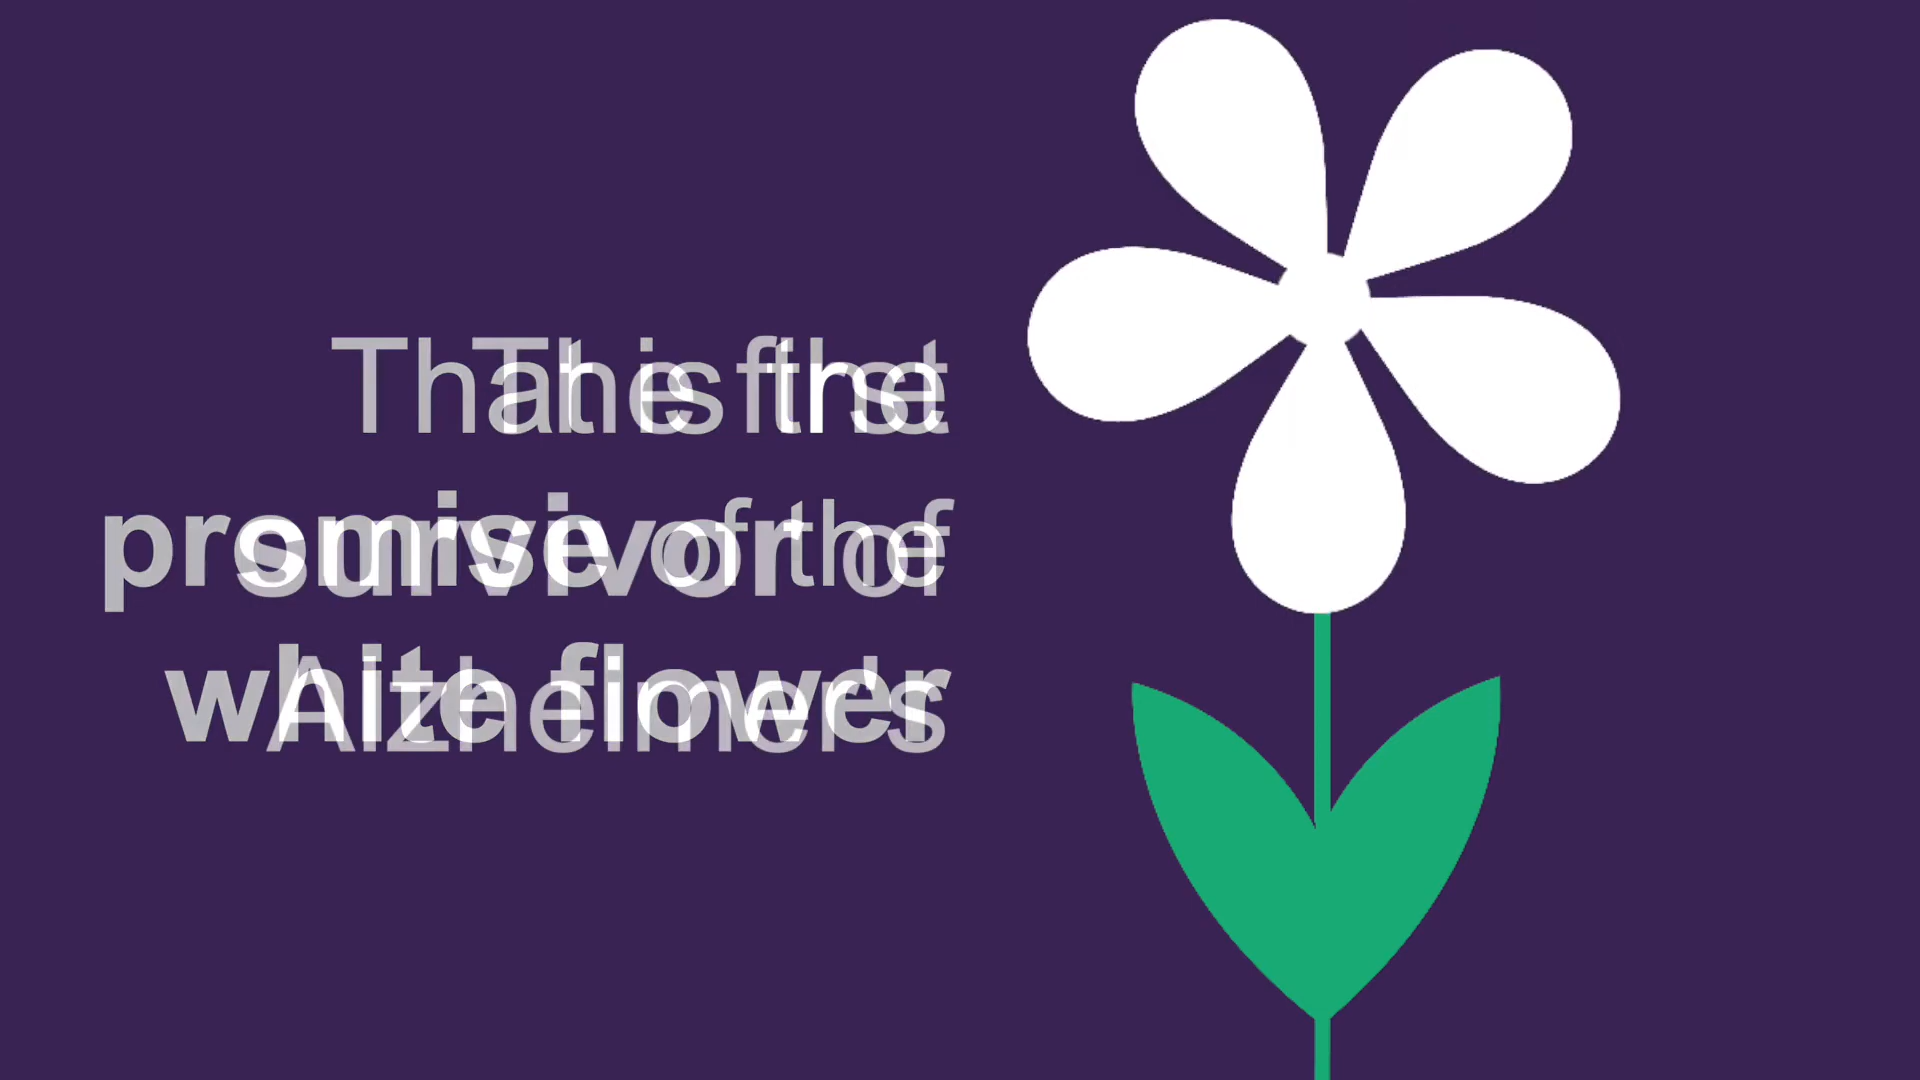 That is the
promise of the
white flower
The first
survivor of
Alzheimer's